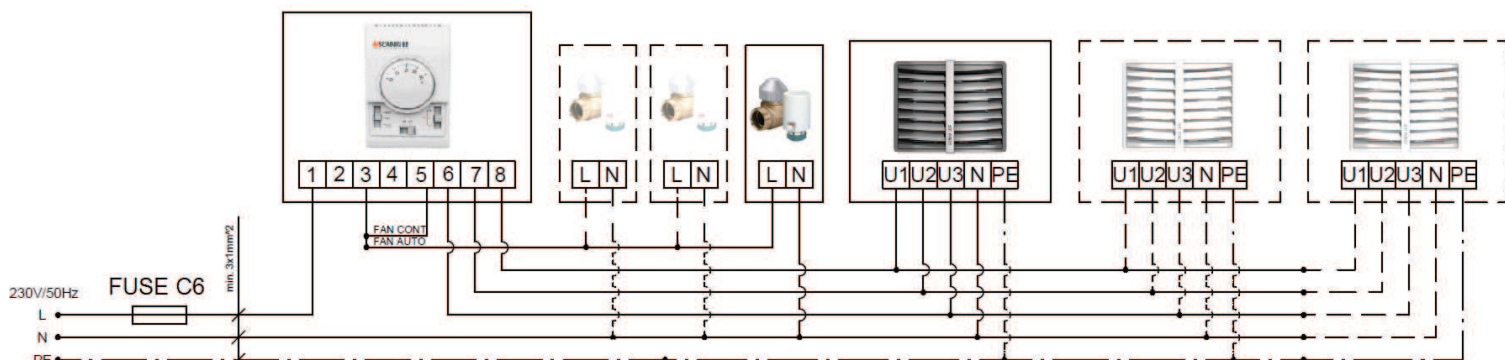 SONNIGER
1 2 3 4 5 6 7 8
L N
L N
L N
U1 U2 U3 N PE
U1 U2 U3 N PE
U1 U2 U3 N PE
FAN CONT
FAN AUTO
min. 3x1mm^2
230V/50Hz
FUSE C6
L
N
PE